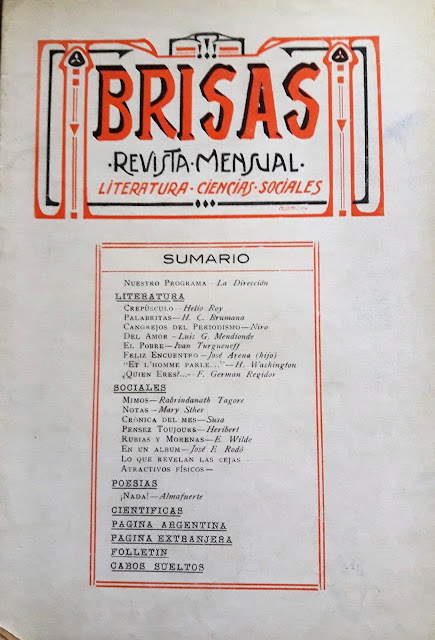 BRISAS
·REVISTA·MENSUAL·
LITERATURA·CIENCIAS·SOCIALES
SUMARIO
NUESTRO PROGRAMA—La Dirección
LITERATURA
CREPÚSCULO—Helio Roy
PALABRITAS—H. C. Brumana
CANGREJOS DEL PERIODISMO—Niro
DEL AMOR—Luis G. Mendionde
EL POBRE—Ivan Turgueneff
FELIZ ENCUENTRO—José Arena (hijo)
"ET L'HOMME PARLE..."—H. Washington
¿QUIEN ERES?...—F. German Regidor
SOCIALES
MIMOS—Rabrindanath Tagore
NOTAS—Mary Sther
CRÓNICA DEL MES—Susa
PENSEZ TOUJOURS—Heribert
RUBIAS Y MORENAS—E. Wilde
EN UN ALBUM—José E. Rodó
LO QUE REVELAN LAS CEJAS -
ATRACTIVOS FÍSICOS—
POESIAS
¡NADA!—Almafuerte
CIENTIFICAS
PAGINA ARGENTINA
PAGINA EXTRANJERA
FOLLETIN
CABOS SUELTOS